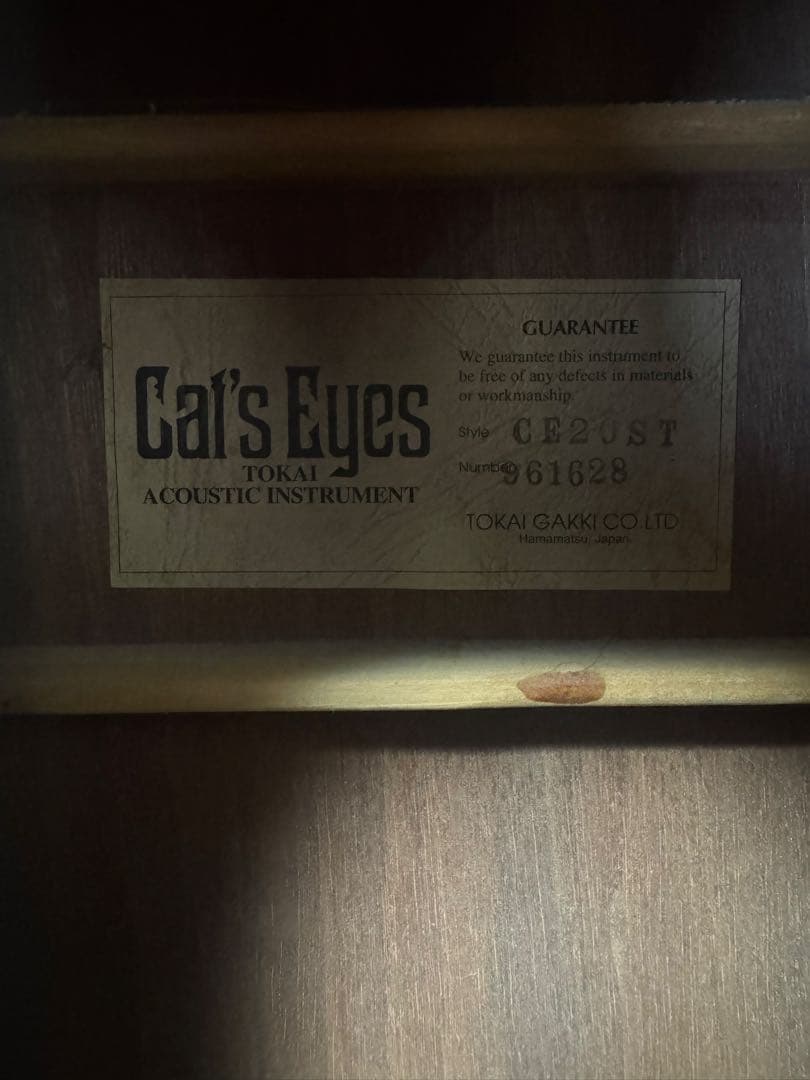 Cat's Eyes
TOKAI
ACOUSTIC INSTRUMENT
GUARANTEE
We guarantee this instrument to
be free of any defects in materials
or workmanship.
Style CE20ST
Number 961628
TOKAI GAKKI CO.LTD
Hamamatsu, Japan.